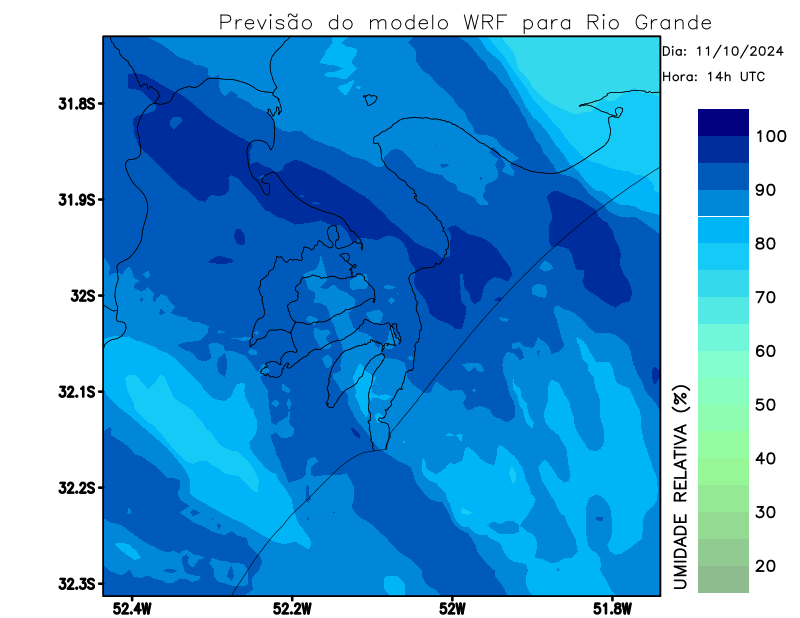 Previsão do modelo WRF para Rio Grande
Dia: 11/10/2024
Hora: 14h UTC
31.8S
31.9S
32S
32.1S
32.2S
32.3S
52.4W
52.2W
52W
51.8W
100
90
80
70
60
50
40
30
20
UMIDADE RELATIVA (%)